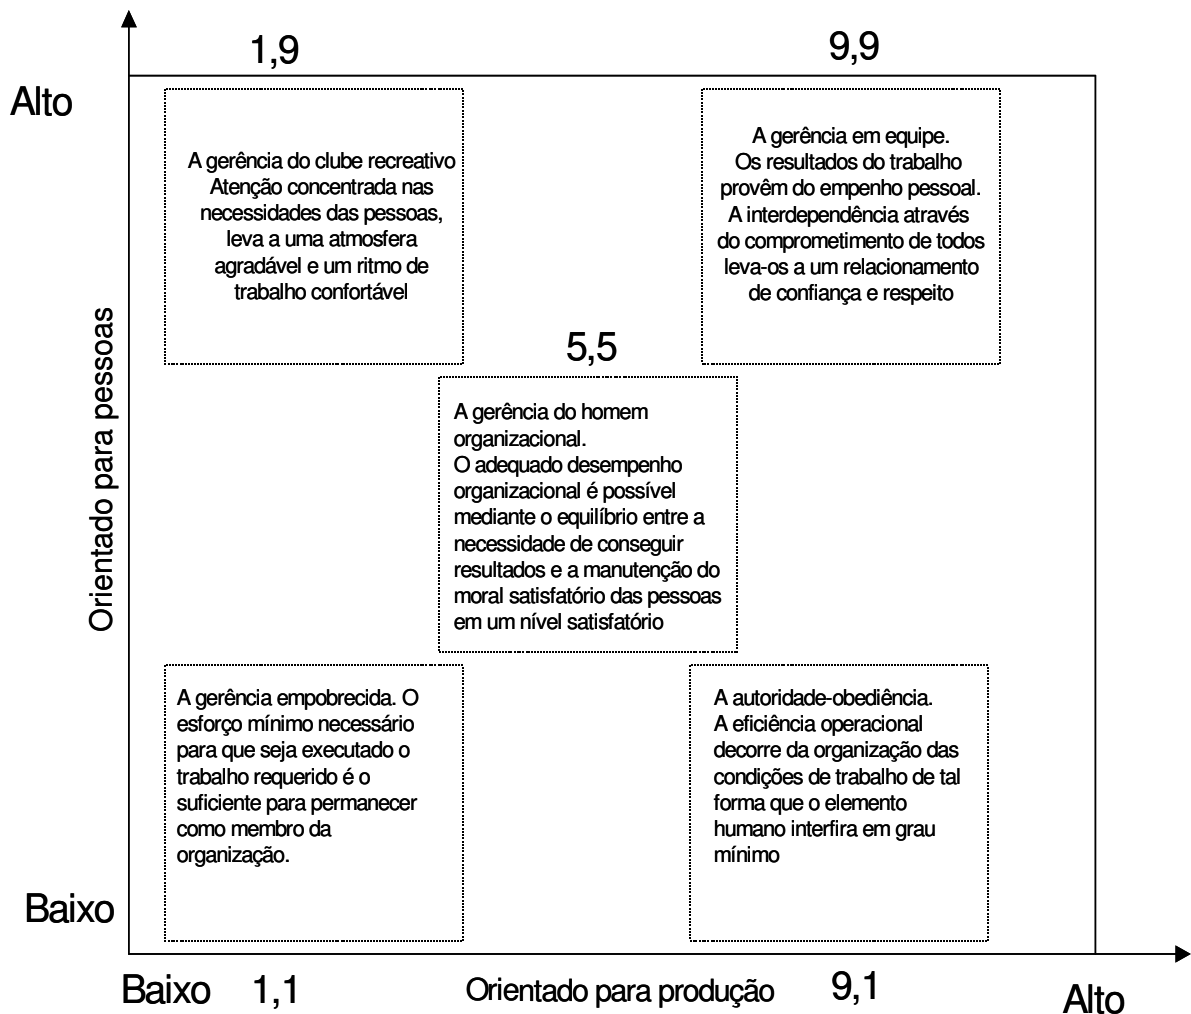 1,9
9,9
Alto
A gerência do clube recreativo
Atenção concentrada nas
necessidades das pessoas,
leva a uma atmosfera
agradável e um ritmo de
trabalho confortável
A gerência em equipe.
Os resultados do trabalho
provêm do empenho pessoal.
A interdependência através
do comprometimento de todos
leva-os a um relacionamento
de confiança e respeito
Orientado para pessoas
5,5
A gerência do homem
organizacional.
O adequado desempenho
organizacional é possível
mediante o equilíbrio entre a
necessidade de conseguir
resultados e a manutenção do
moral satisfatório das pessoas
em um nível satisfatório
A gerência empobrecida. O
esforço mínimo necessário
para que seja executado o
trabalho requerido é o
suficiente para permanecer
como membro da
organização.
A autoridade-obediência.
A eficiência operacional
decorre da organização das
condições de trabalho de tal
forma que o elemento
humano interfira em grau
mínimo
Baixo
Baixo
1,1
Orientado para produção
9,1
Alto